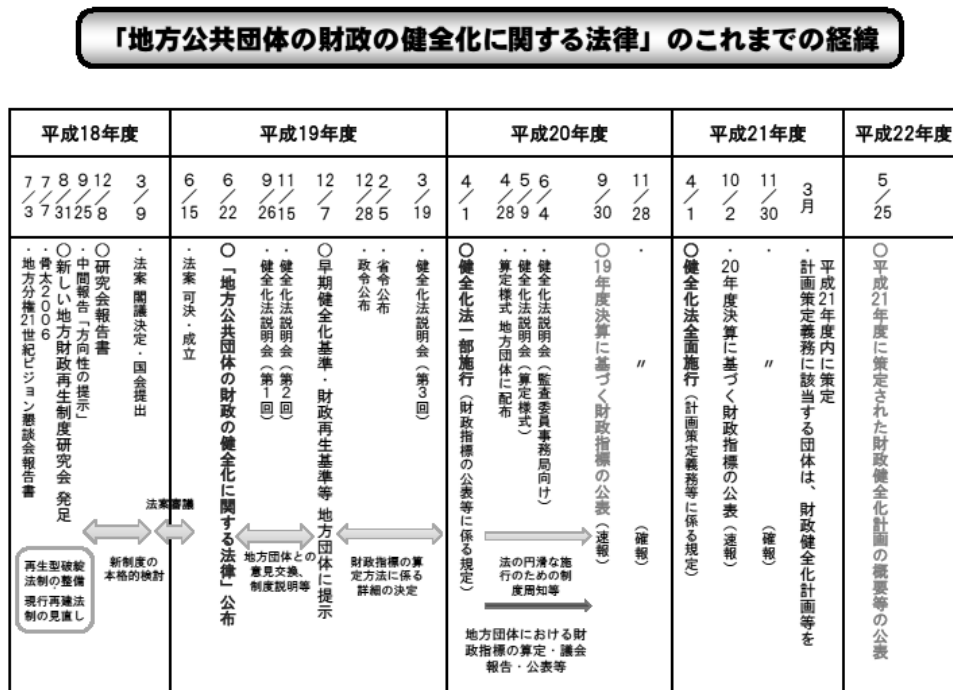 「地方公共団体の財政の健全化に関する法律」のこれまでの経緯
平成18年度
7/3
・地方分権21世紀ビジョン懇談会報告書
7/7
・骨太2006
8/31
○新しい地方財政再生制度研究会 発足
9/25
・中間報告「方向性の提示」
12/8
○研究会報告書
3/9
・法案 閣議決定・国会提出
新制度の
本格的検討
再生型破綻
法制の整備
現行再建法
制の見直し
法案審議
平成19年度
6/15
・法案 可決・成立
6/22
○「地方公共団体の財政の健全化に関する法律」公布
9/26
・健全化法説明会（第1回）
11/15
・健全化法説明会（第2回）
12/7
○早期健全化基準・財政再生基準等 地方団体に提示
12/28
・政令公布
2/5
・省令公布
3/19
・健全化法説明会（第3回）
地方団体との
意見交換、
制度説明等
財政指標の算
定方法に係る
詳細の決定
平成20年度
4/1
○健全化法一部施行（財政指標の公表等に係る規定）
4/28
・算定様式 地方団体に配布
5/9
・健全化法説明会（算定様式）
6/4
・健全化法説明会（監査委員事務局向け）
9/30
○19年度決算に基づく財政指標の公表（速報）
11/28
・ 〃 （確報）
法の円滑な施
行のための制
度周知等
地方団体における財
政指標の算定・議会
報告・公表等
平成21年度
4/1
○健全化法全面施行（計画策定義務等に係る規定）
10/2
・20年度決算に基づく財政指標の公表（速報）
11/30
・ 〃 （確報）
3月
・計画策定義務に該当する団体は、財政健全化計画等を
平成21年度内に策定
平成22年度
5/25
○平成21年度に策定された財政健全化計画の概要等の公表